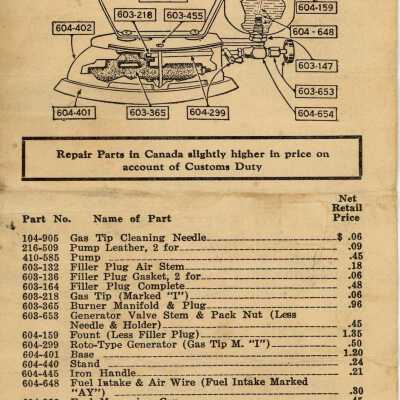 603-218
603-455
604-402
604-159
604-648
603-147
603-653
604-654
604-401
603-365
604-299
Repair Parts in Canada slightly higher in price on
account of Customs Duty
Net
Retail
Part No. Name of Part Price
104-905 Gas Tip Cleaning Needle $ .06
216-509 Pump Leather, 2 for .09
410-585 Pump .45
603-132 Filler Plug Air Stem .18
603-136 Filler Plug Gasket, 2 for .06
603-164 Filler Plug Complete .48
603-218 Gas Tip (Marked "I") .06
603-365 Burner Manifold & Plug .96
603-653 Generator Valve Stem & Pack Nut (Less
Needle & Holder) .45
604-159 Fount (Less Filler Plug) 1.35
604-299 Roto-Type Generator (Gas Tip M. "I") .50
604-401 Base 1.20
604-440 Stand .24
604-445 Iron Handle .21
604-648 Fuel Intake & Air Wire (Fuel Intake Marked
"AY") .30